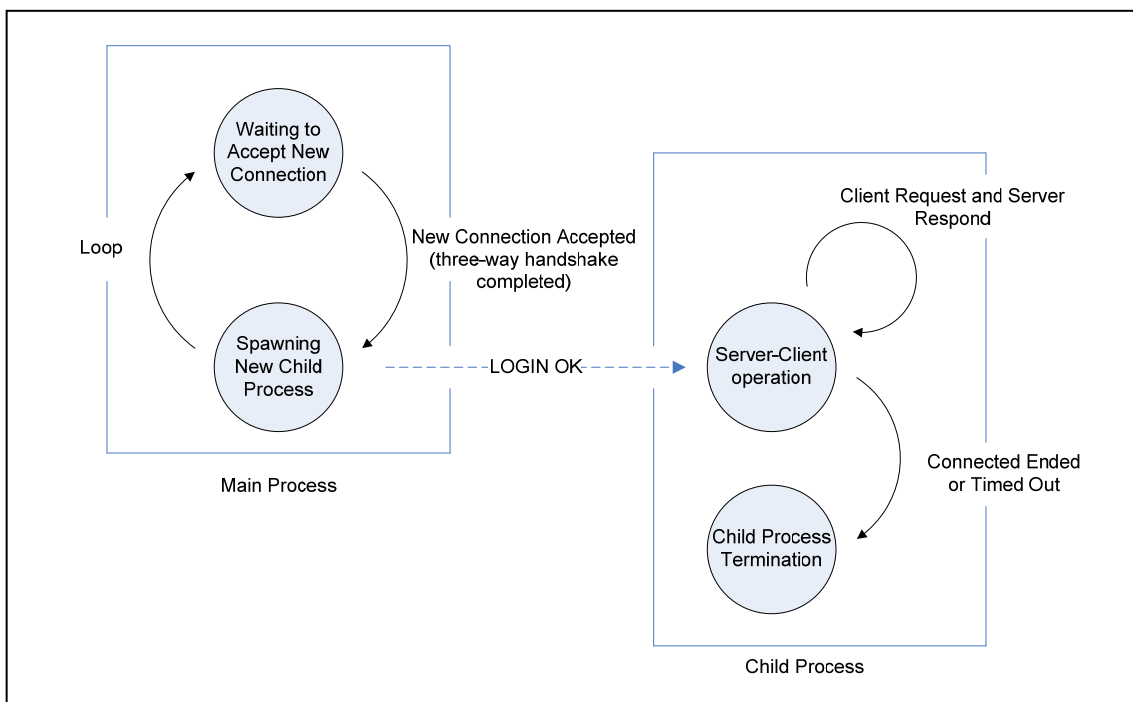 Waiting to
Accept New
Connection
Loop
New Connection Accepted
(three-way handshake
completed)
Spawning
New Child
Process
Main Process
LOGIN OK
Client Request and Server
Respond
Server-Client
operation
Connected Ended
or Timed Out
Child Process
Termination
Child Process